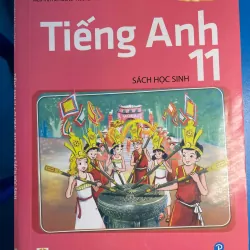 Tiếng Anh
11
SÁCH HỌC SINH